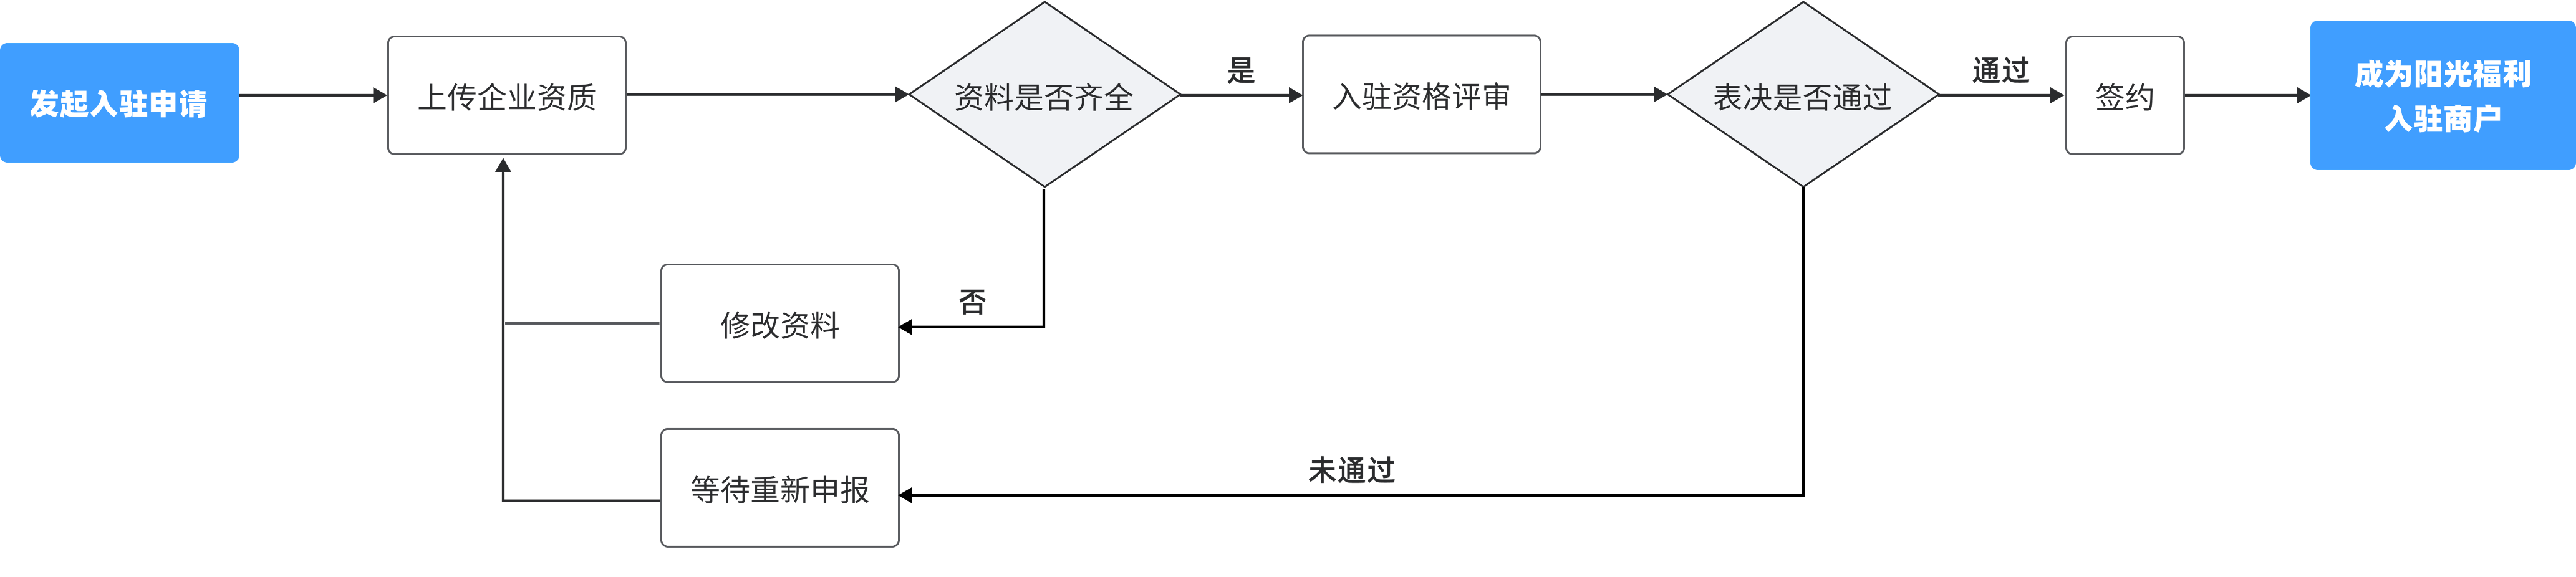 发起入驻申请
上传企业资质
资料是否齐全
是
入驻资格评审
表决是否通过
通过
签约
成为阳光福利
入驻商户
否
修改资料
未通过
等待重新申报